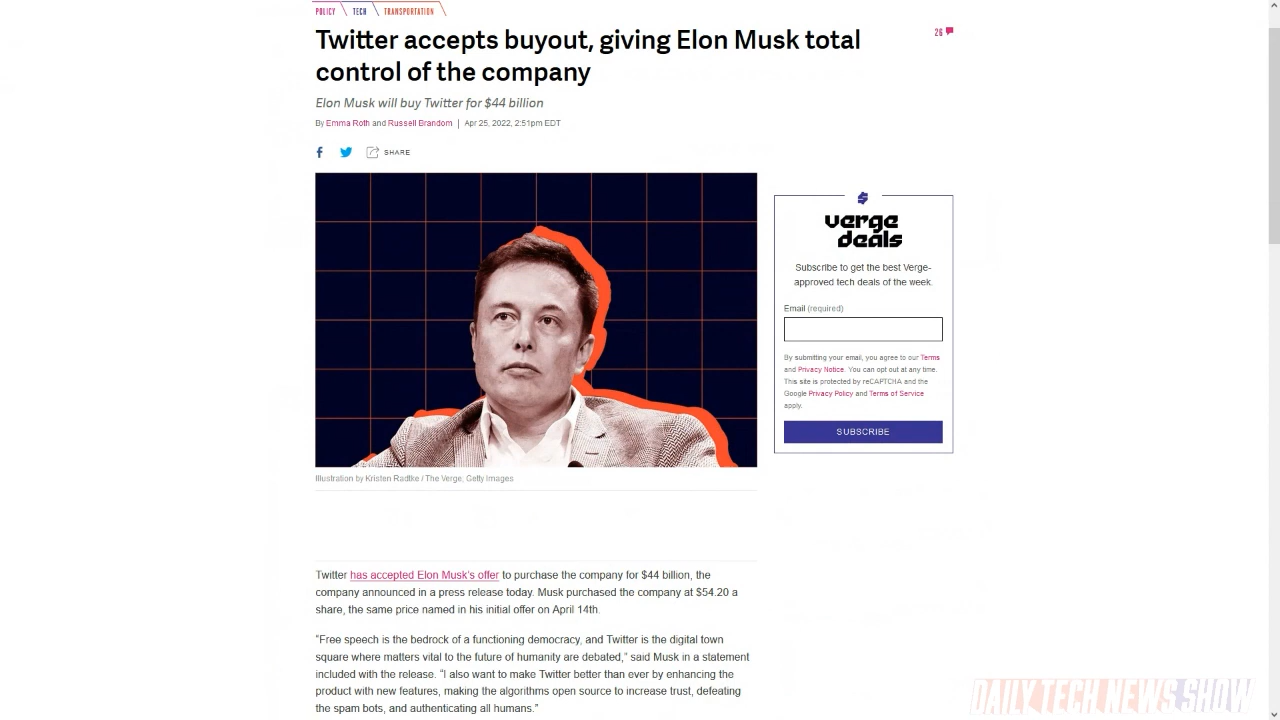 POLICY TECH TRANSPORTATION
Twitter accepts buyout, giving Elon Musk total
control of the company
26
Elon Musk will buy Twitter for $44 billion
By Emma Roth and Russell Brandom | Apr 25, 2022, 2:51pm EDT
SHARE
verge
deals
Subscribe to get the best Verge-
approved tech deals of the week.
Email (required)
By submitting your email, you agree to our Terms
and Privacy Notice. You can opt out at any time.
This site is protected by reCAPTCHA and the
Google Privacy Policy and Terms of Service
apply.
SUBSCRIBE
Illustration by Kristen Radtke / The Verge, Getty Images
Twitter has accepted Elon Musk's offer to purchase the company for $44 billion, the
company announced in a press release today. Musk purchased the company at $54.20 a
share, the same price named in his initial offer on April 14th.
“Free speech is the bedrock of a functioning democracy, and Twitter is the digital town
square where matters vital to the future of humanity are debated,” said Musk in a statement
included with the release. “I also want to make Twitter better than ever by enhancing the
product with new features, making the algorithms open source to increase trust, defeating
the spam bots, and authenticating all humans.”
DAILY TECH NEWS SHOW